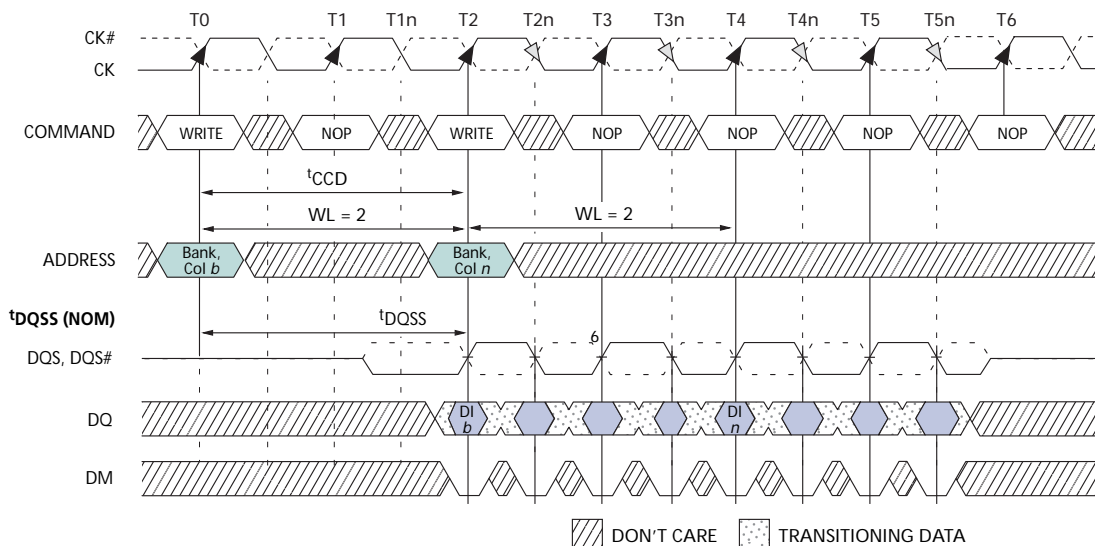 T0 T1 T1n T2 T2n T3 T3n T4 T4n T5 T5n T6
CK#
CK
COMMAND WRITE NOP WRITE NOP NOP NOP NOP
tCCD
WL = 2 WL = 2
ADDRESS Bank, Col b Bank, Col n
tDQSS (NOM) tDQSS
6
DQS, DQS#
DQ DI b DI n
DM
DON'T CARE TRANSITIONING DATA